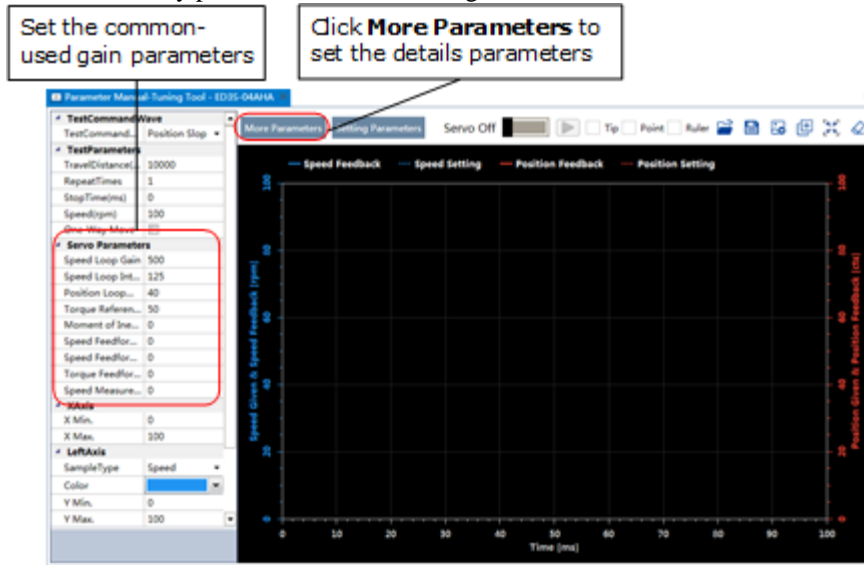 Set the common-
used gain parameters
Click More Parameters to
set the details parameters
Parameter Manual-Tuning Tool - ED3S-04AHA
TestCommandWave
TestCommand... Position Slop
TestParameters
TravelDistance(... 10000
RepeatTimes 1
StopTime(ms) 0
Speed(rpm) 100
One-Way Move
Servo Parameters
Speed Loop Gain 500
Speed Loop Int... 125
Position Loop... 40
Torque Referen... 50
Moment of Ine... 0
Speed Feedfor... 0
Speed Feedfor... 0
Torque Feedfor... 0
Speed Measure... 0
XAxis
X Min. 0
X Max. 100
LeftAxis
SampleType Speed
Color
Y Min. 0
Y Max. 100
More Parameters Setting Parameters Servo Off Tip Point Ruler
Speed Feedback Speed Setting Position Feedback Position Setting
Speed Given & Speed Feedback (rpm)
100
80
60
40
20
0
Position Given & Position Feedback (cts)
100
80
60
40
20
0
0 10 20 30 40 50 60 70 80 90 100
Time (ms)